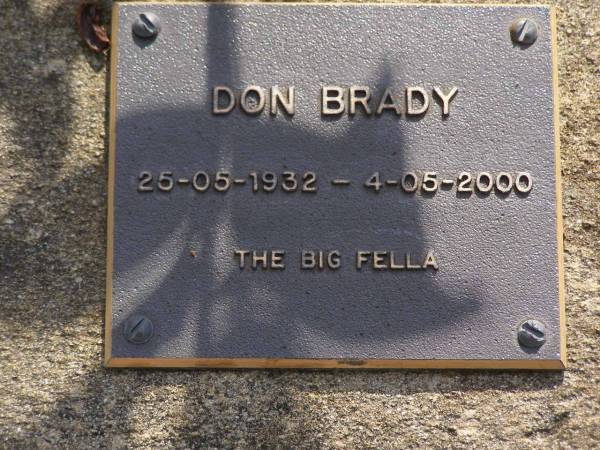 DON BRADY
25-05-1932 - 4-05-2000
THE BIG FELLA